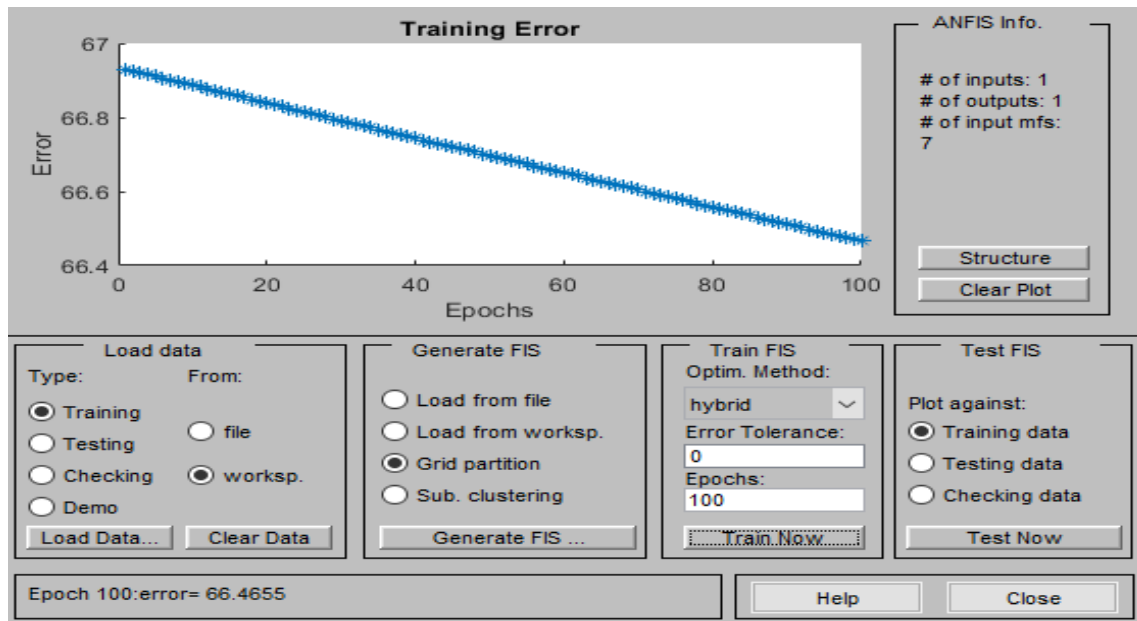 Training Error
67
66.8
66.6
66.4
Error
0
20
40
60
80
100
Epochs
ANFIS Info.
# of inputs: 1
# of outputs: 1
# of input mfs:
7
Structure
Clear Plot
Load data
Type:
From:
Training
Testing
Checking
Demo
file
worksp.
Load Data...
Clear Data
Generate FIS
Load from file
Load from worksp.
Grid partition
Sub. clustering
Generate FIS ...
Train FIS
Optim. Method:
hybrid
Error Tolerance:
0
Epochs:
100
Train Now
Test FIS
Plot against:
Training data
Testing data
Checking data
Test Now
Epoch 100:error= 66.4655
Help
Close